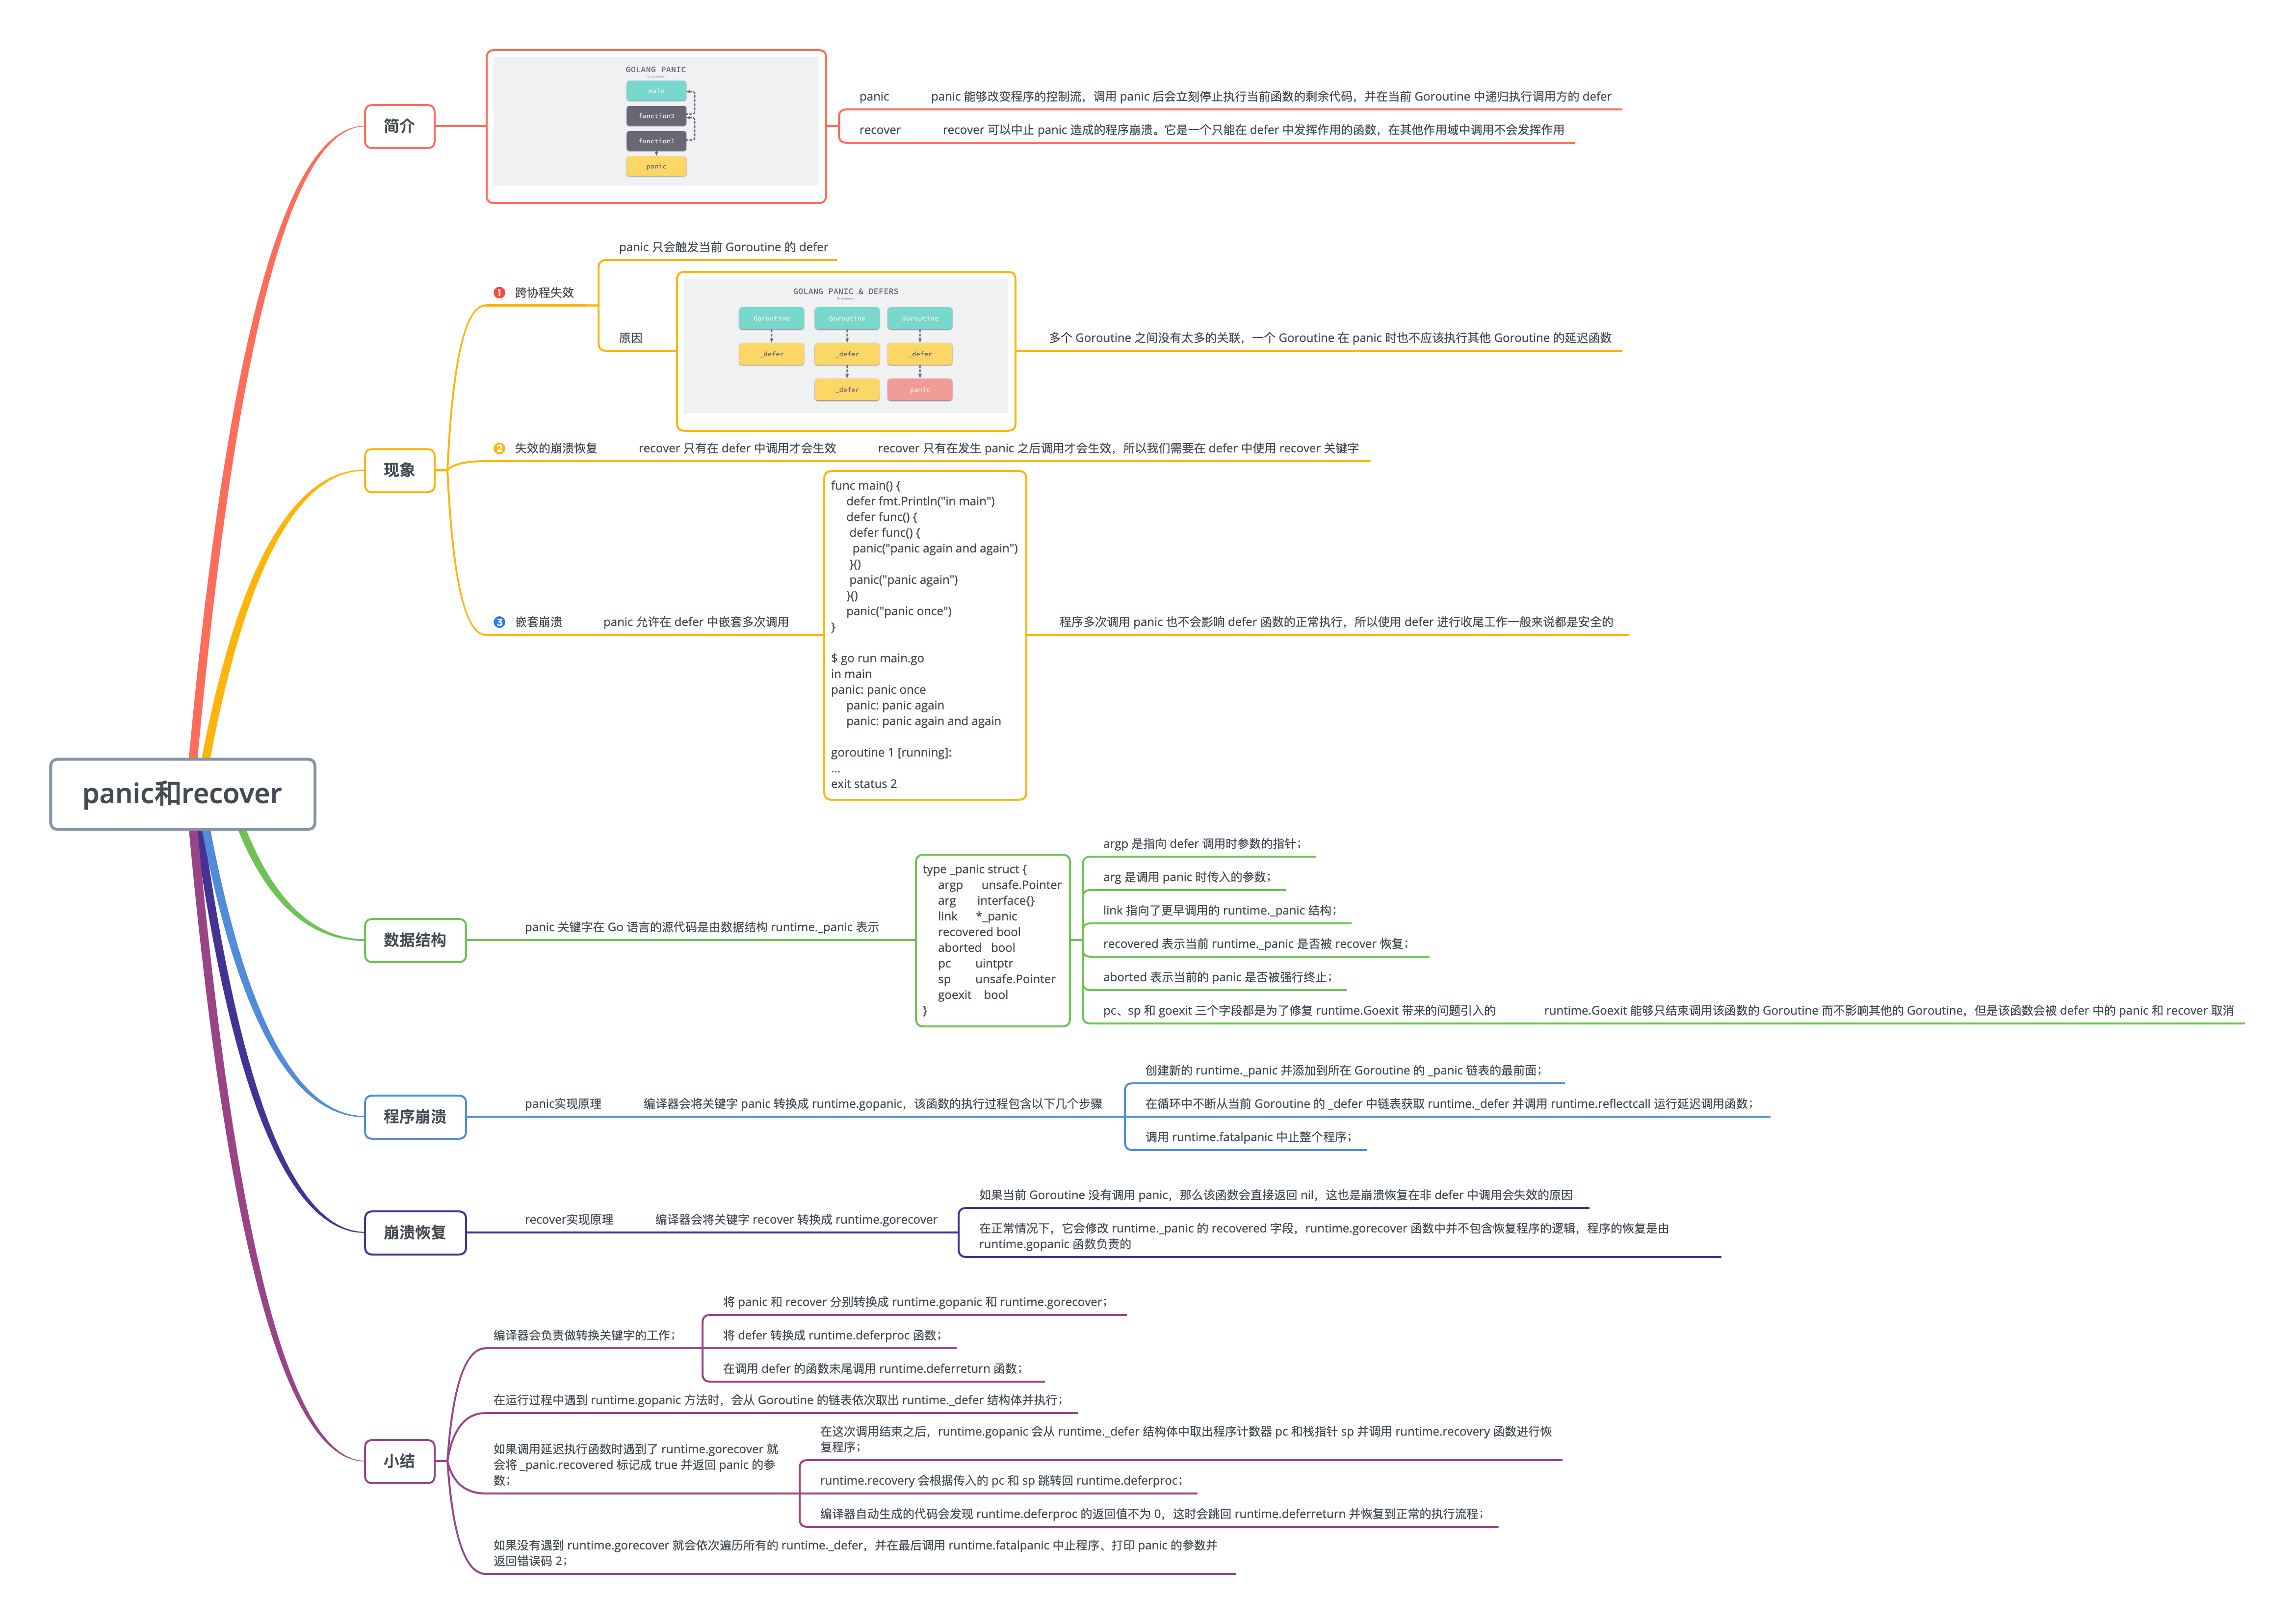 panic和recover
简介
GOLANG PANIC
main
function2
function1
panic
panic
panic 能够改变程序的控制流，调用 panic 后会立刻停止执行当前函数的剩余代码，并在当前 Goroutine 中递归执行调用方的 defer
recover
recover 可以中止 panic 造成的程序崩溃。它是一个只能在 defer 中发挥作用的函数，在其他作用域中调用不会发挥作用
现象
1 跨协程失效
panic 只会触发当前 Goroutine 的 defer
原因
GOLANG PANIC & DEFERS
Goroutine Goroutine Goroutine
_defer _defer _defer
_defer panic
多个 Goroutine 之间没有太多的关联，一个 Goroutine 在 panic 时也不应该执行其他 Goroutine 的延迟函数
2 失效的崩溃恢复
recover 只有在 defer 中调用才会生效
recover 只有在发生 panic 之后调用才会生效，所以我们需要在 defer 中使用 recover 关键字
3 嵌套崩溃
panic 允许在 defer 中嵌套多次调用
func main() {
defer fmt.Println("in main")
defer func() {
defer func() {
panic("panic again and again")
}()
panic("panic again")
}()
panic("panic once")
}
$ go run main.go
in main
panic: panic once
panic: panic again
panic: panic again and again
goroutine 1 [running]:
...
exit status 2
程序多次调用 panic 也不会影响 defer 函数的正常执行，所以使用 defer 进行收尾工作一般来说都是安全的
数据结构
panic 关键字在 Go 语言的源代码是由数据结构 runtime._panic 表示
type _panic struct {
argp unsafe.Pointer
arg interface{}
link *_panic
recovered bool
aborted bool
pc uintptr
sp unsafe.Pointer
goexit bool
}
argp 是指向 defer 调用时参数的指针；
arg 是调用 panic 时传入的参数；
link 指向了更早调用的 runtime._panic 结构；
recovered 表示当前 runtime._panic 是否被 recover 恢复；
aborted 表示当前的 panic 是否被强行终止；
pc、sp 和 goexit 三个字段都是为了修复 runtime.Goexit 带来的问题引入的
runtime.Goexit 能够只结束调用该函数的 Goroutine 而不影响其他的 Goroutine，但是该函数会被 defer 中的 panic 和 recover 取消
程序崩溃
panic实现原理
编译器会将关键字 panic 转换成 runtime.gopanic，该函数的执行过程包含以下几个步骤
创建新的 runtime._panic 并添加到所在 Goroutine 的 _panic 链表的最前面；
在循环中不断从当前 Goroutine 的 _defer 中链表获取 runtime._defer 并调用 runtime.reflectcall 运行延迟调用函数；
调用 runtime.fatalpanic 中止整个程序；
崩溃恢复
recover实现原理
编译器会将关键字 recover 转换成 runtime.gorecover
如果当前 Goroutine 没有调用 panic，那么该函数会直接返回 nil，这也是崩溃恢复在非 defer 中调用会失效的原因
在正常情况下，它会修改 runtime._panic 的 recovered 字段，runtime.gorecover 函数中并不包含恢复程序的逻辑，程序的恢复是由
runtime.gopanic 函数负责的
小结
编译器会负责做转换关键字的工作；
将 panic 和 recover 分别转换成 runtime.gopanic 和 runtime.gorecover；
将 defer 转换成 runtime.deferproc 函数；
在调用 defer 的函数末尾调用 runtime.deferreturn 函数；
在运行过程中遇到 runtime.gopanic 方法时，会从 Goroutine 的链表依次取出 runtime._defer 结构体并执行；
如果调用延迟执行函数时遇到了 runtime.gorecover 就
会将 _panic.recovered 标记成 true 并返回 panic 的参
数；
在这次调用结束之后，runtime.gopanic 会从 runtime._defer 结构体中取出程序计数器 pc 和栈指针 sp 并调用 runtime.recovery 函数进行恢
复程序；
runtime.recovery 会根据传入的 pc 和 sp 跳转回 runtime.deferproc；
编译器自动生成的代码会发现 runtime.deferproc 的返回值不为 0，这时会跳回 runtime.deferreturn 并恢复到正常的执行流程；
如果没有遇到 runtime.gorecover 就会依次遍历所有的 runtime._defer，并在最后调用 runtime.fatalpanic 中止程序、打印 panic 的参数并
返回错误码 2；